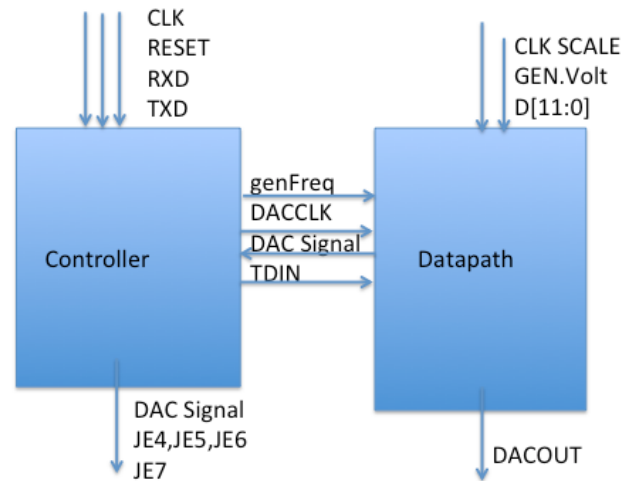 CLK
RESET
RXD
TXD
CLK SCALE
GEN.Volt
D[11:0]
genFreq
DACCLK
DAC Signal
TDIN
Controller
Datapath
DAC Signal
JE4,JE5,JE6
JE7
DACOUT